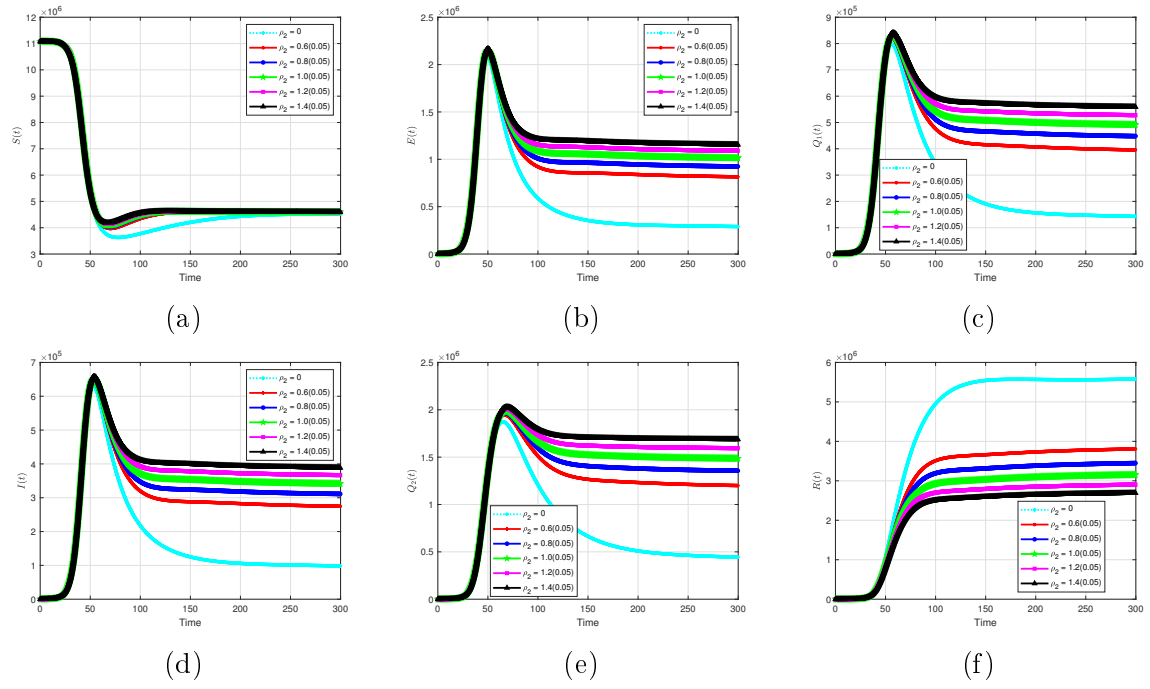 ×10⁶
S(t)
11
10
9
8
7
6
5
4
3
0 50 100 150 200 250 300
Time
ρ₂ = 0
ρ₂ = 0.6(0.05)
ρ₂ = 0.8(0.05)
ρ₂ = 1.0(0.05)
ρ₂ = 1.2(0.05)
ρ₂ = 1.4(0.05)
(a)
×10⁶
E(t)
2.5
2
1.5
1
0.5
0
0 50 100 150 200 250 300
Time
ρ₂ = 0
ρ₂ = 0.6(0.05)
ρ₂ = 0.8(0.05)
ρ₂ = 1.0(0.05)
ρ₂ = 1.2(0.05)
ρ₂ = 1.4(0.05)
(b)
×10⁵
Q₁(t)
9
8
7
6
5
4
3
2
1
0
0 50 100 150 200 250 300
Time
ρ₂ = 0
ρ₂ = 0.6(0.05)
ρ₂ = 0.8(0.05)
ρ₂ = 1.0(0.05)
ρ₂ = 1.2(0.05)
ρ₂ = 1.4(0.05)
(c)
×10⁵
I(t)
7
6
5
4
3
2
1
0
0 50 100 150 200 250 300
Time
ρ₂ = 0
ρ₂ = 0.6(0.05)
ρ₂ = 0.8(0.05)
ρ₂ = 1.0(0.05)
ρ₂ = 1.2(0.05)
ρ₂ = 1.4(0.05)
(d)
×10⁶
Q₂(t)
2.5
2
1.5
1
0.5
0
0 50 100 150 200 250 300
Time
ρ₂ = 0
ρ₂ = 0.6(0.05)
ρ₂ = 0.8(0.05)
ρ₂ = 1.0(0.05)
ρ₂ = 1.2(0.05)
ρ₂ = 1.4(0.05)
(e)
×10⁶
R(t)
6
5
4
3
2
1
0
0 50 100 150 200 250 300
Time
ρ₂ = 0
ρ₂ = 0.6(0.05)
ρ₂ = 0.8(0.05)
ρ₂ = 1.0(0.05)
ρ₂ = 1.2(0.05)
ρ₂ = 1.4(0.05)
(f)